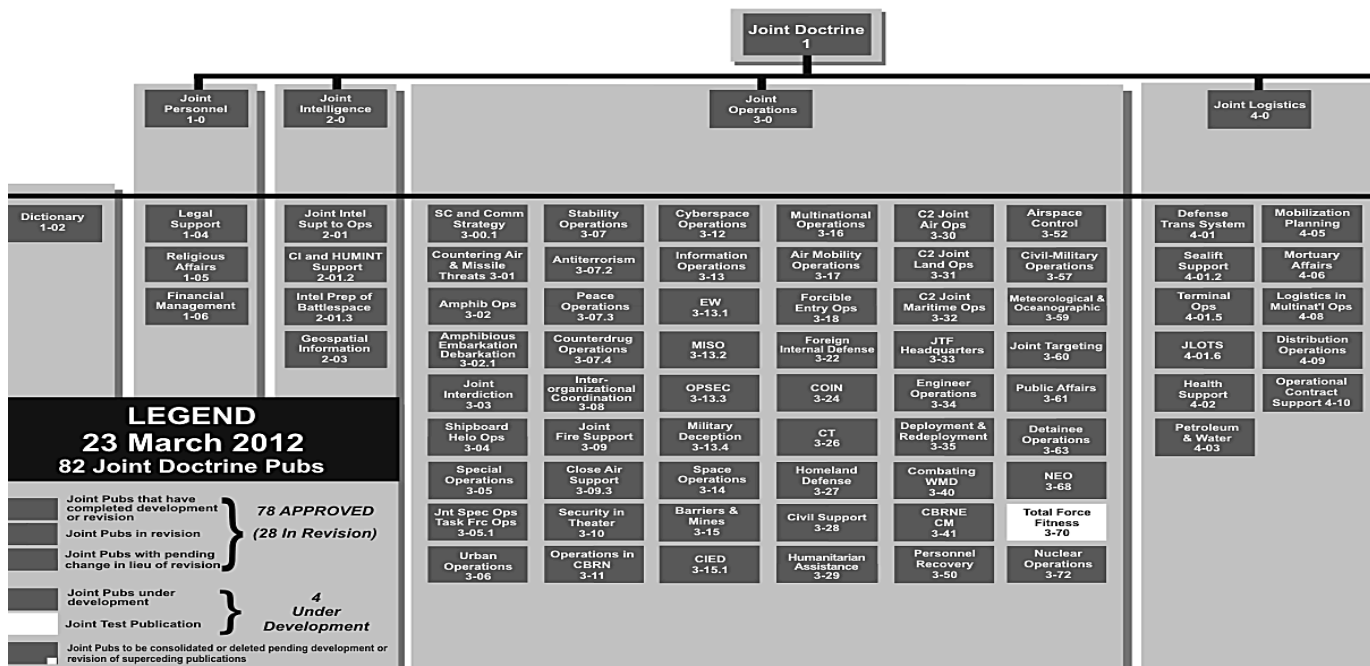 Joint Doctrine
1
Joint
Personnel
1-0
Joint
Intelligence
2-0
Joint
Operations
3-0
Joint Logistics
4-0
Dictionary
1-02
Legal
Support
1-04
Religious
Affairs
1-05
Financial
Management
1-06
Joint Intel
Supt to Ops
2-01
CI and HUMINT
Support
2-01.2
Intel Prep of
Battlespace
2-01.3
Geospatial
Information
2-03
SC and Comm
Strategy
3-00.1
Countering Air
& Missile
Threats 3-01
Amphib Ops
3-02
Amphibious
Embarkation
Debarkation
3-02.1
Joint
Interdiction
3-03
Shipboard
Helo Ops
3-04
Special
Operations
3-05
Jnt Spec Ops
Task Frc Ops
3-05.1
Urban
Operations
3-06
Stability
Operations
3-07
Antiterrorism
3-07.2
Peace
Operations
3-07.3
Counterdrug
Operations
3-07.4
Inter-
organizational
Coordination
3-08
Joint
Fire Support
3-09
Close Air
Support
3-09.3
Security in
Theater
3-10
Operations in
CBRN
3-11
Cyberspace
Operations
3-12
Information
Operations
3-13
EW
3-13.1
MISO
3-13.2
OPSEC
3-13.3
Military
Deception
3-13.4
Space
Operations
3-14
Barriers &
Mines
3-15
CIED
3-15.1
Multinational
Operations
3-16
Air Mobility
Operations
3-17
Forcible
Entry Ops
3-18
Foreign
Internal Defense
3-22
COIN
3-24
CT
3-26
Homeland
Defense
3-27
Civil Support
3-28
Humanitarian
Assistance
3-29
C2 Joint
Air Ops
3-30
C2 Joint
Land Ops
3-31
C2 Joint
Maritime Ops
3-32
JTF
Headquarters
3-33
Engineer
Operations
3-34
Deployment &
Redeployment
3-35
Combating
WMD
3-40
CBRNE
CM
3-41
Personnel
Recovery
3-50
Airspace
Control
3-52
Civil-Military
Operations
3-57
Meteorological &
Oceanographic
3-59
Joint Targeting
3-60
Public Affairs
3-61
Detainee
Operations
3-63
NEO
3-68
Total Force
Fitness
3-70
Nuclear
Operations
3-72
Defense
Trans System
4-01
Sealift
Support
4-01.2
Terminal
Ops
4-01.5
JLOTS
4-01.6
Health
Support
4-02
Petroleum
& Water
4-03
Mobilization
Planning
4-05
Mortuary
Affairs
4-06
Logistics in
Multinat'l Ops
4-08
Distribution
Operations
4-09
Operational
Contract
Support 4-10
LEGEND
23 March 2012
82 Joint Doctrine Pubs
Joint Pubs that have
completed development
or revision
Joint Pubs in revision
Joint Pubs with pending
change in lieu of revision
78 APPROVED
(28 In Revision)
Joint Pubs under
development
Joint Test Publication
4
Under
Development
Joint Pubs to be consolidated or deleted pending development or
revision of superceding publications